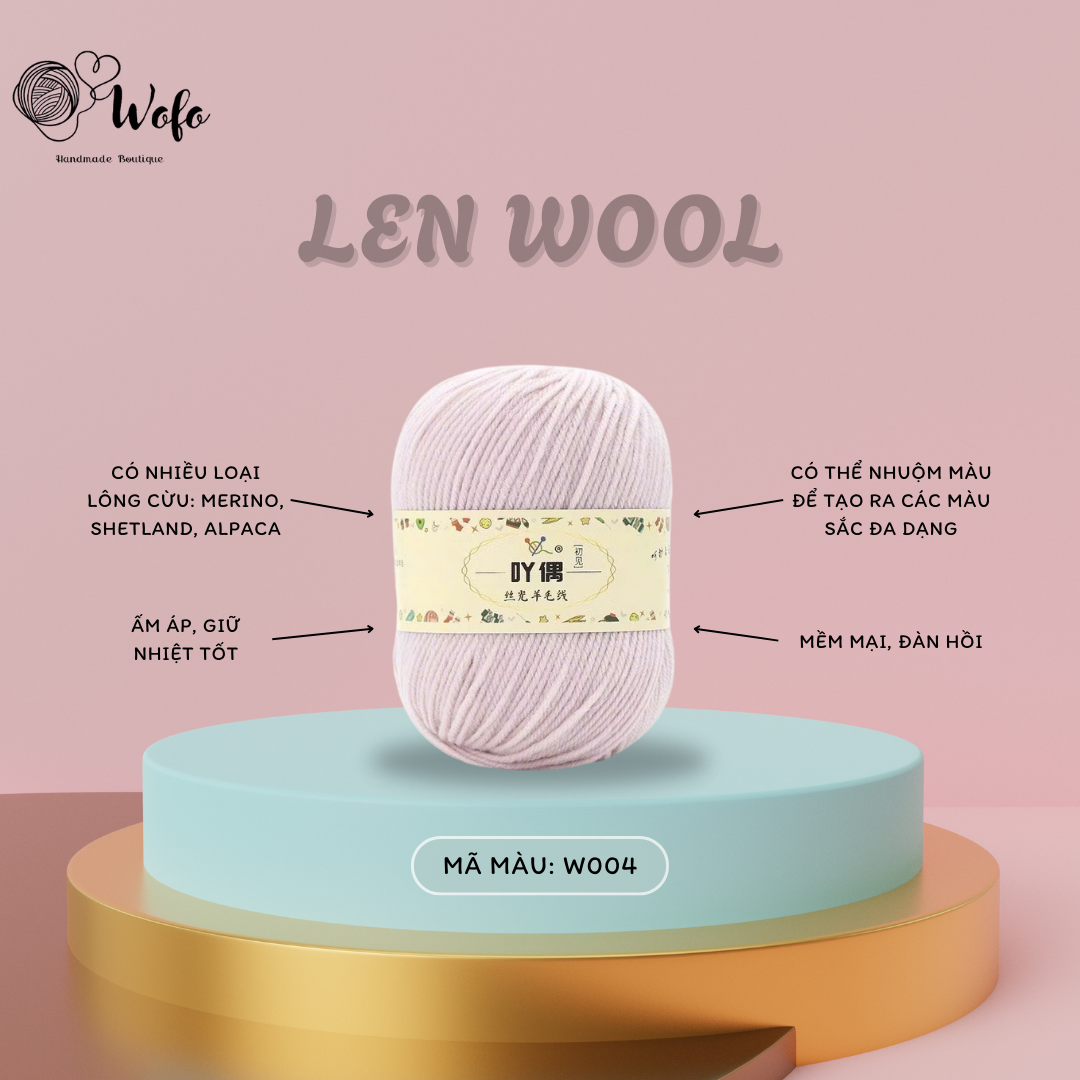 Wofo
Handmade Boutique
LEN WOOL
CÓ NHIỀU LOẠI
LÔNG CỪU: MERINO,
SHETLAND, ALPACA
CÓ THỂ NHUỘM MÀU
ĐỂ TẠO RA CÁC MÀU
SẮC ĐA DẠNG
ẤM ÁP, GIỮ
NHIỆT TỐT
MỀM MẠI, ĐÀN HỒI
®
[初见]
吖偶
丝光羊毛线
MÃ MÀU: W004